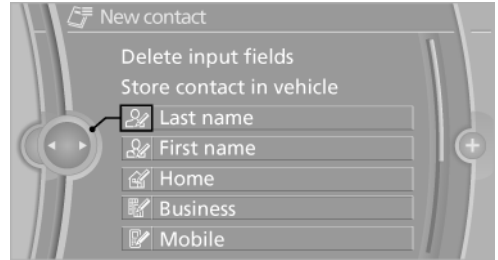 New contact
Delete input fields
Store contact in vehicle
Last name
First name
Home
Business
Mobile